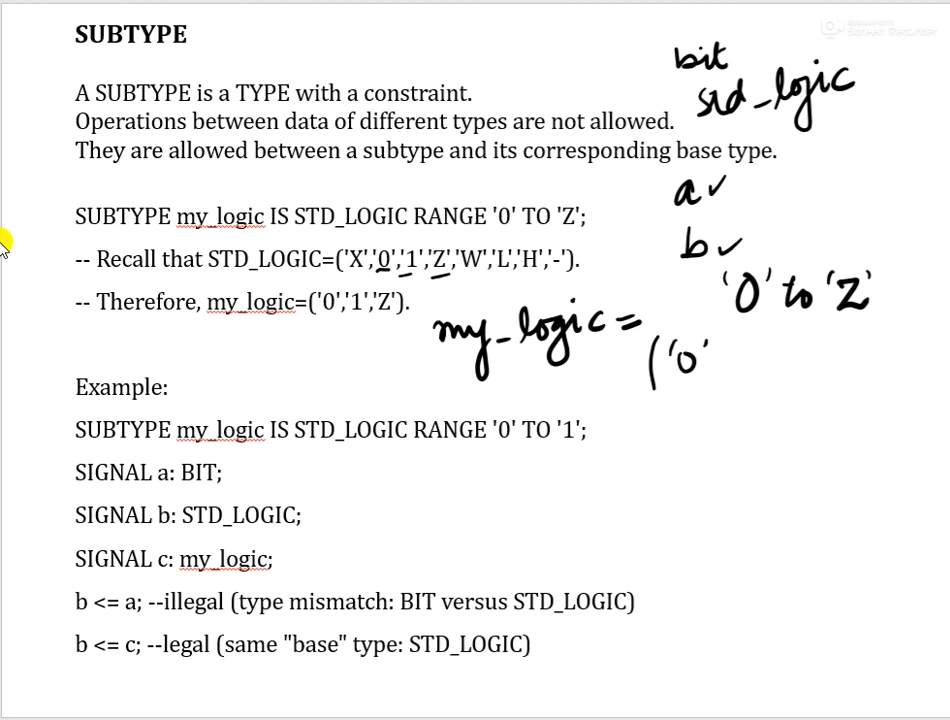 SUBTYPE
Screen Recorder
bit
std_logic
A SUBTYPE is a TYPE with a constraint.
Operations between data of different types are not allowed.
They are allowed between a subtype and its corresponding base type.
a ✓
b ✓
SUBTYPE my_logic IS STD_LOGIC RANGE '0' TO 'Z';
-- Recall that STD_LOGIC=('X','0','1','Z','W','L','H','-').
'0' to 'Z'
-- Therefore, my_logic=('0','1','Z').
my_logic =
('0'
Example:
SUBTYPE my_logic IS STD_LOGIC RANGE '0' TO '1';
SIGNAL a: BIT;
SIGNAL b: STD_LOGIC;
SIGNAL c: my_logic;
b <= a; --illegal (type mismatch: BIT versus STD_LOGIC)
b <= c; --legal (same "base" type: STD_LOGIC)